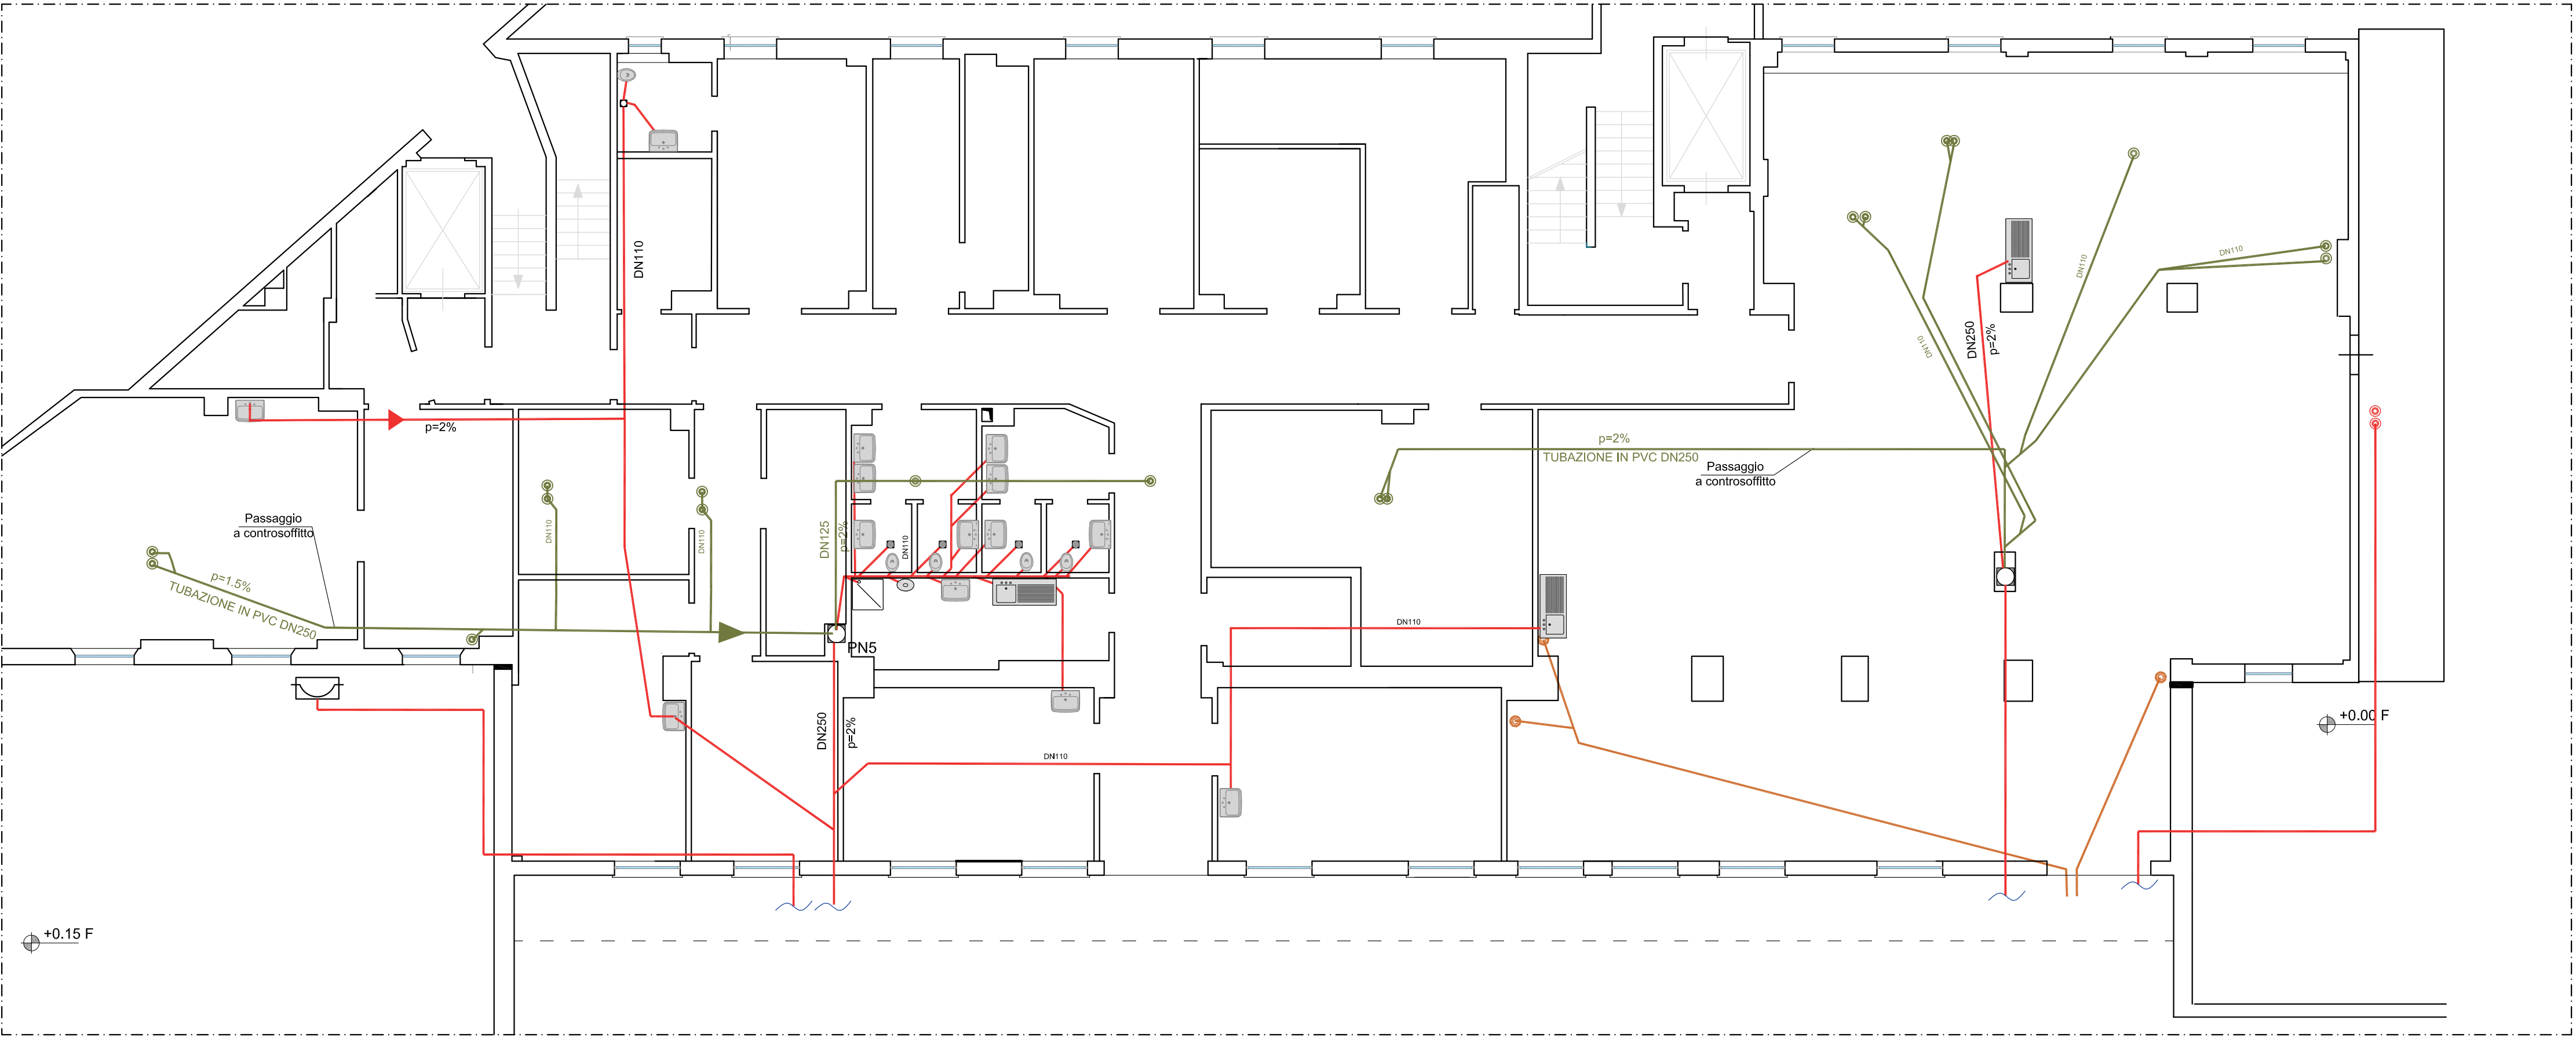 DN110
DN110
DN110
DN250
p=2%
DN110
p=2%
p=2%
TUBAZIONE IN PVC DN250
Passaggio
a controsoffitto
Passaggio
a controsoffitto
DN110
DN110
DN125
p=2%
DN110
p=1.5%
TUBAZIONE IN PVC DN250
PN5
DN110
DN250
p=2%
DN110
+0.00 F
+0.15 F